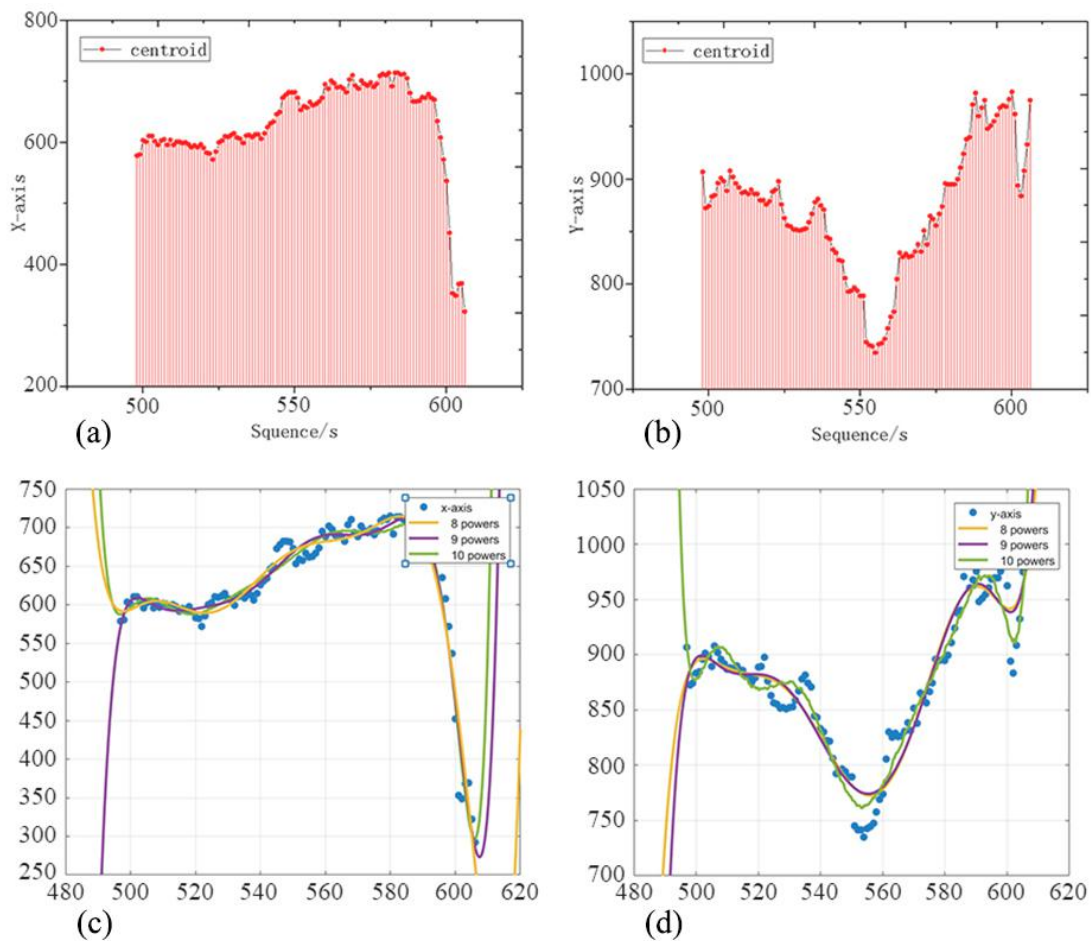 800
600
400
200
X-axis
centroid
500
550
600
Squence/s
(a)
1000
900
800
700
Y-axis
centroid
500
550
600
Sequence/s
(b)
750
700
650
600
550
500
450
400
350
300
250
x-axis
8 powers
9 powers
10 powers
480
500
520
540
560
580
600
620
(c)
1050
1000
950
900
850
800
750
700
y-axis
8 powers
9 powers
10 powers
480
500
520
540
560
580
600
620
(d)